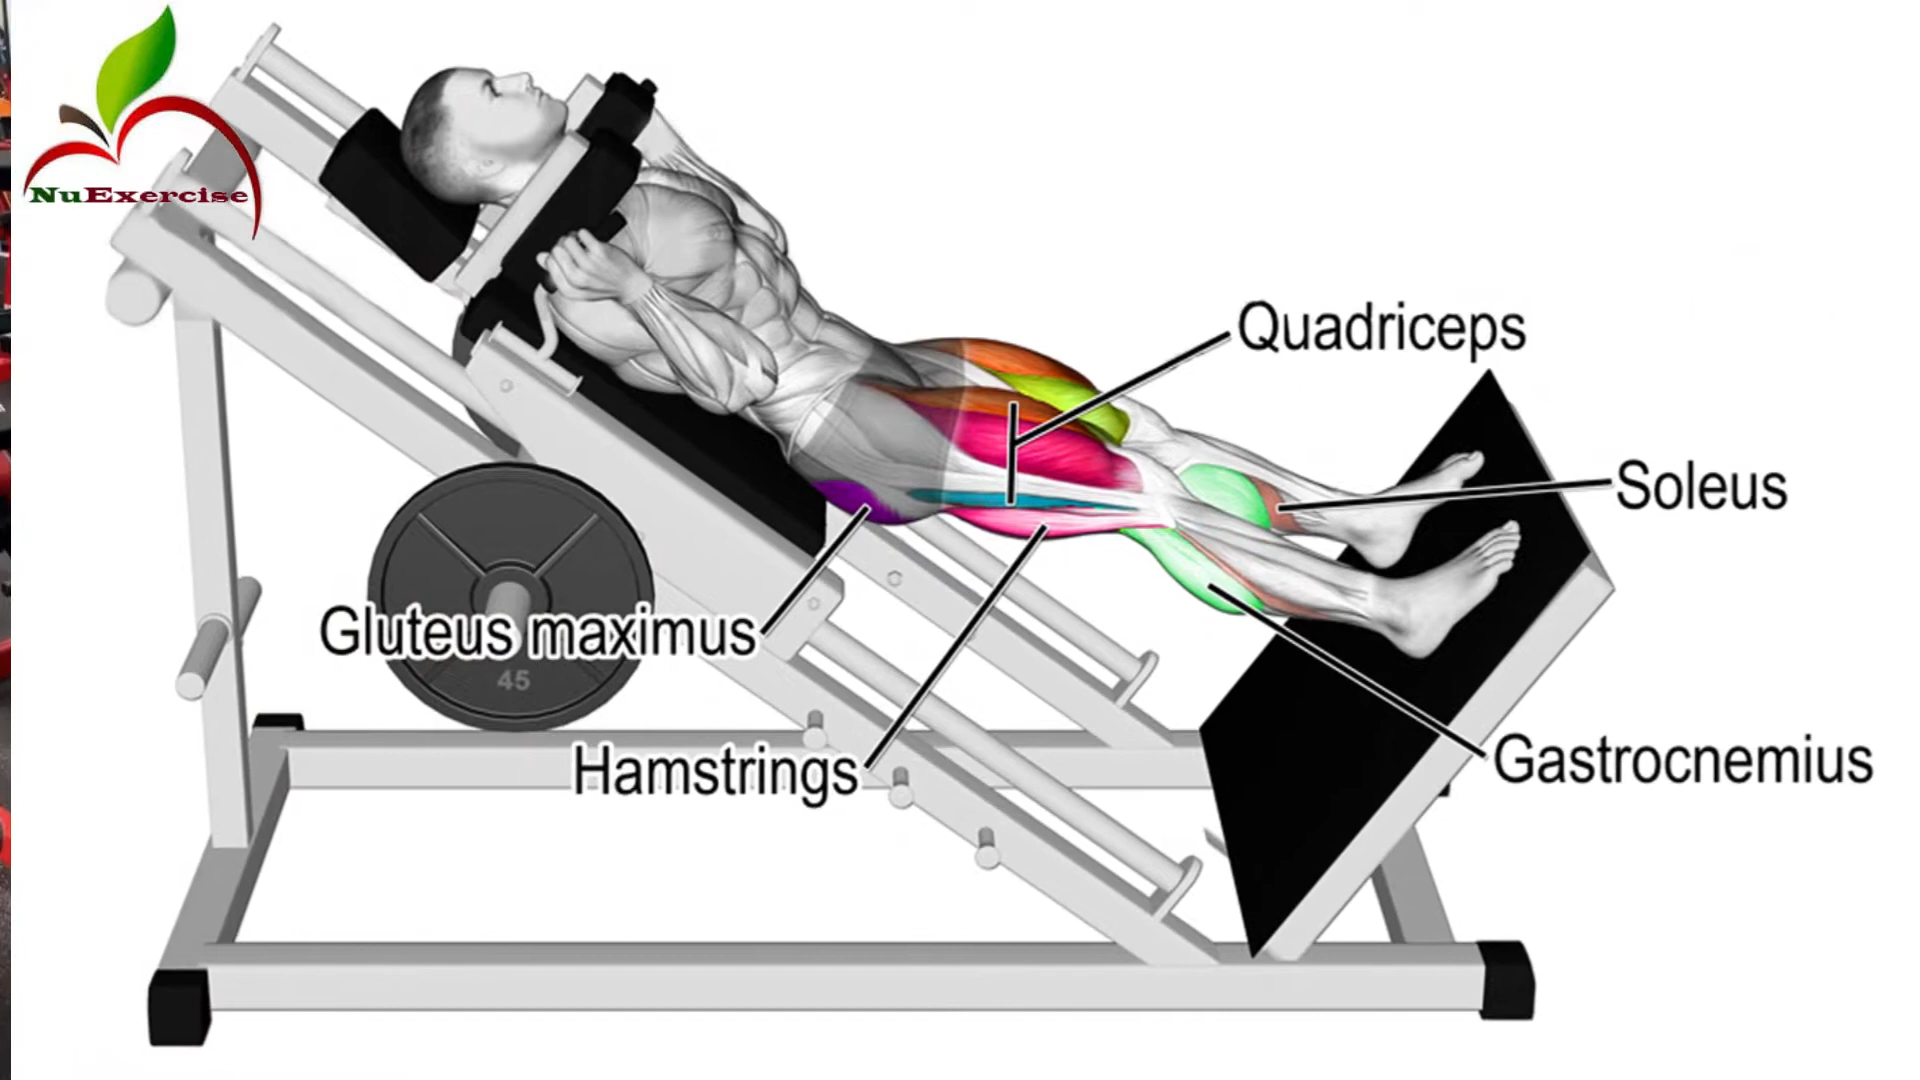 NuExercise
Quadriceps
Soleus
Gluteus maximus
45
Hamstrings
Gastrocnemius